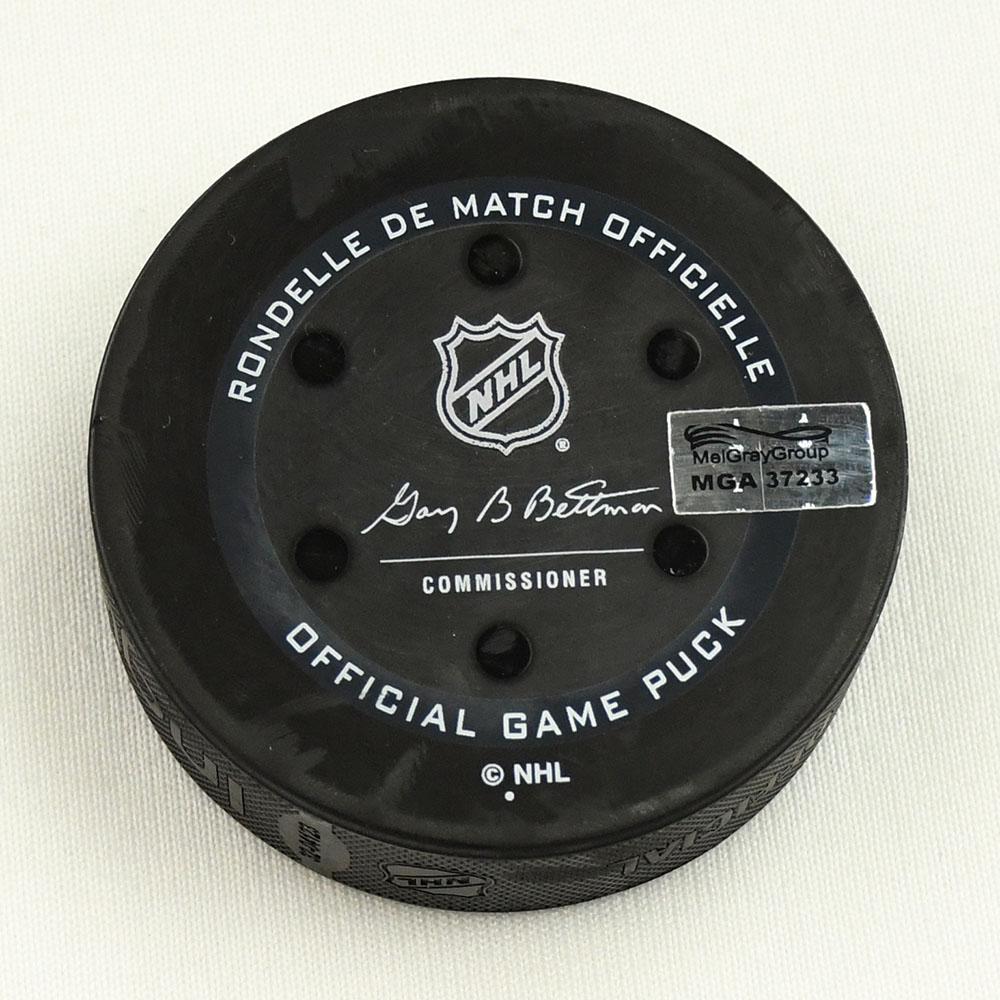 RONDELLE DE MATCH OFFICIELLE
NHL
®
MeiGrayGroup
MGA 37233
Gary B Bettman
COMMISSIONER
OFFICIAL GAME PUCK
© NHL
NHL